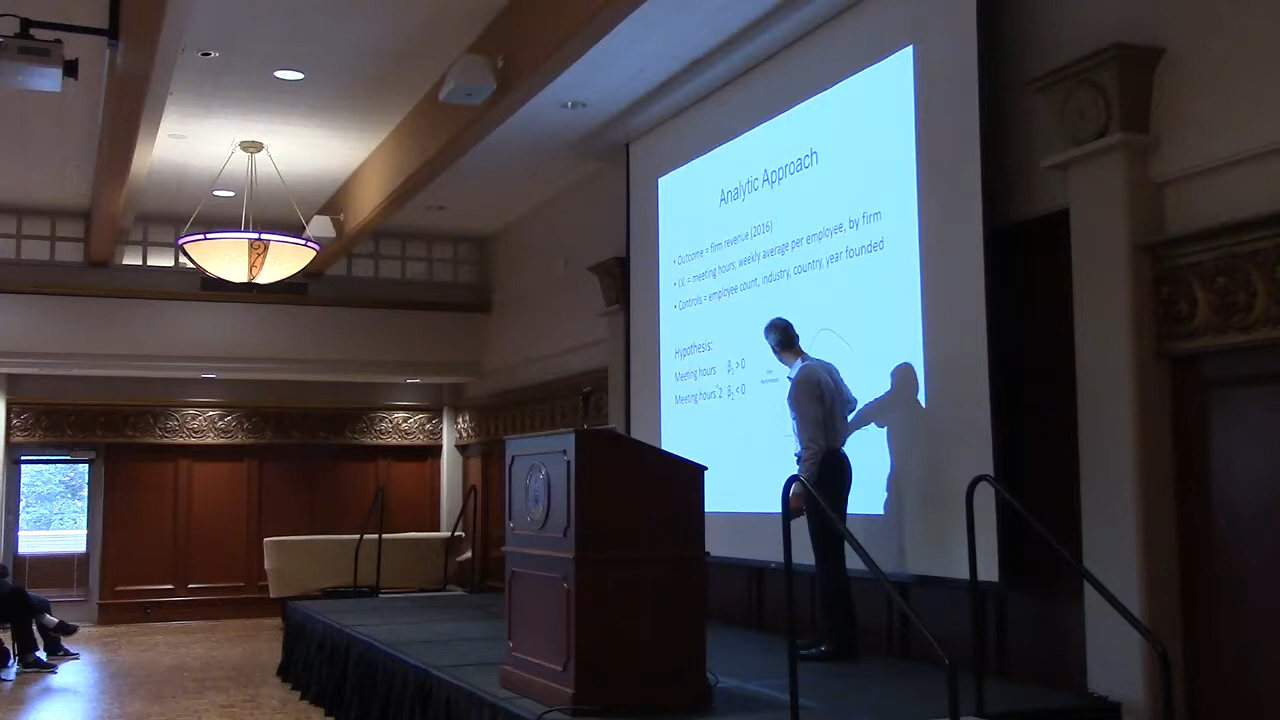 Analytic Approach
• Outcome = firm revenue (2016)
• I.V. = meeting hours: weekly average per employee, by firm
• Controls = employee count, industry, country, year founded
Hypothesis:
Meeting hours β₁ > 0
Meeting hours^2 β₂ < 0
Performance